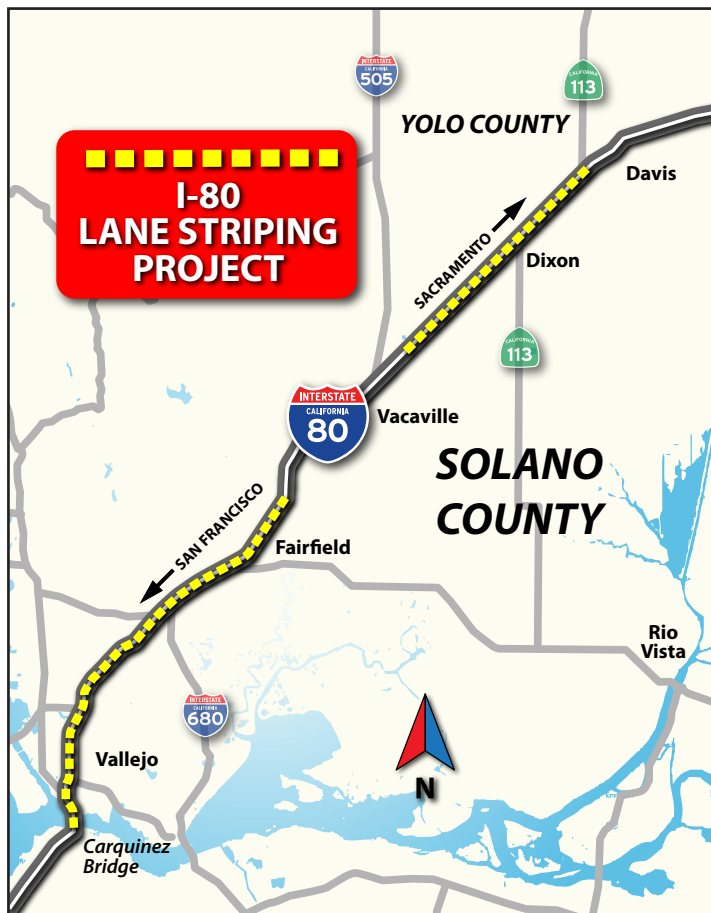 INTERSTATE
CALIFORNIA
505
CALIFORNIA
113
YOLO COUNTY
I-80
LANE STRIPING
PROJECT
Davis
SACRAMENTO
Dixon
CALIFORNIA
113
INTERSTATE
CALIFORNIA
80
Vacaville
SOLANO
COUNTY
SAN FRANCISCO
Fairfield
Rio
Vista
INTERSTATE
CALIFORNIA
680
Vallejo
N
Carquinez
Bridge